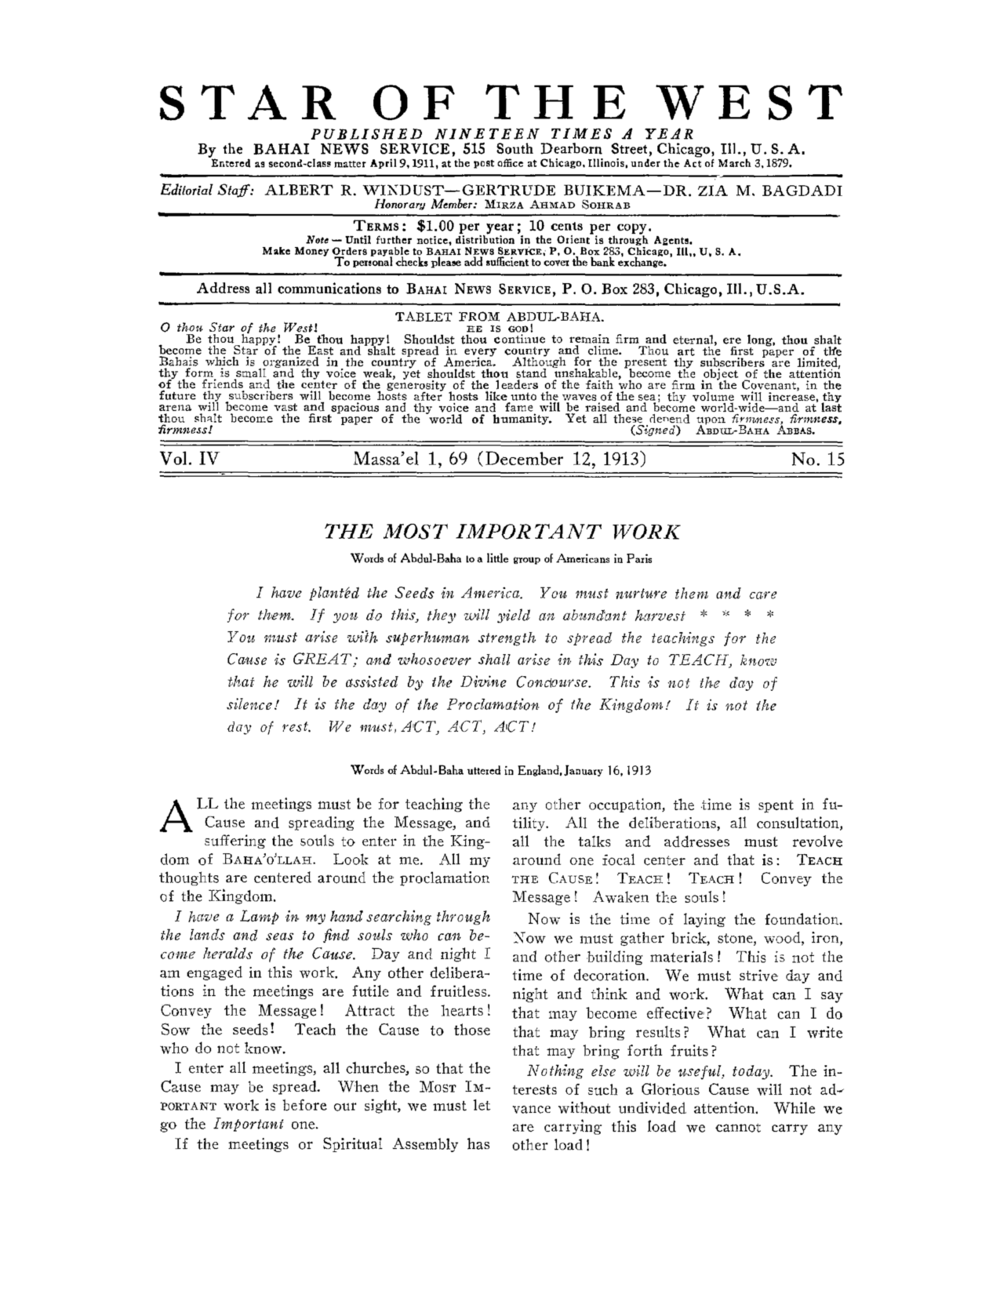 STAR OF THE WEST
PUBLISHED NINETEEN TIMES A YEAR
By the BAHAI NEWS SERVICE, 515 South Dearborn Street, Chicago, Ill., U. S. A.
Entered as second-class matter April 9, 1911, at the post office at Chicago, Illinois, under the Act of March 3, 1879.
Editorial Staff: ALBERT R. WINDUST—GERTRUDE BUIKEMA—DR. ZIA M. BAGDADI
Honorary Member: MIRZA AHMAD SOHRAB
TERMS: $1.00 per year; 10 cents per copy.
Note — Until further notice, distribution in the Orient is through Agents.
Make Money Orders payable to BAHAI NEWS SERVICE, P. O. Box 283, Chicago, Ill., U. S. A.
To personal checks please add sufficient to cover the bank exchange.
Address all communications to BAHAI NEWS SERVICE, P. O. Box 283, Chicago, Ill., U.S.A.
TABLET FROM ABDUL-BAHA.
O thou Star of the West! HE IS GOD!
Be thou happy! Be thou happy! Shouldst thou continue to remain firm and eternal, ere long, thou shalt
become the Star of the East and shalt spread in every country and clime. Thou art the first paper of the
Bahais which is organized in the country of America. Although for the present thy subscribers are limited,
thy form is small and thy voice weak, yet shouldst thou stand unshakable, become the object of the attention
of the friends and the center of the generosity of the leaders of the faith who are firm in the Covenant, in the
future thy subscribers will become hosts after hosts like unto the waves of the sea; thy volume will increase, thy
arena will become vast and spacious and thy voice and fame will be raised and become world-wide—and at last
thou shalt become the first paper of the world of humanity. Yet all these depend upon firmness, firmness,
firmness! (Signed) ABDUL-BAHA ABBAS.
Vol. IV Massa'el 1, 69 (December 12, 1913) No. 15
THE MOST IMPORTANT WORK
Words of Abdul-Baha to a little group of Americans in Paris
I have planted the Seeds in America. You must nurture them and care
for them. If you do this, they will yield an abundant harvest * * * *
You must arise with superhuman strength to spread the teachings for the
Cause is GREAT; and whosoever shall arise in this Day to TEACH, know
that he will be assisted by the Divine Concourse. This is not the day of
silence! It is the day of the Proclamation of the Kingdom! It is not the
day of rest. We must, ACT, ACT, ACT!
Words of Abdul-Baha uttered in England, January 16, 1913
ALL the meetings must be for teaching the
Cause and spreading the Message, and
suffering the souls to enter in the King-
dom of BAHA'O'LLAH. Look at me. All my
thoughts are centered around the proclamation
of the Kingdom.
I have a Lamp in my hand searching through
the lands and seas to find souls who can be-
come heralds of the Cause. Day and night I
am engaged in this work. Any other delibera-
tions in the meetings are futile and fruitless.
Convey the Message! Attract the hearts!
Sow the seeds! Teach the Cause to those
who do not know.
I enter all meetings, all churches, so that the
Cause may be spread. When the MOST IM-
PORTANT work is before our sight, we must let
go the Important one.
If the meetings or Spiritual Assembly has
any other occupation, the time is spent in fu-
tility. All the deliberations, all consultation,
all the talks and addresses must revolve
around one focal center and that is: TEACH
THE CAUSE! TEACH! TEACH! Convey the
Message! Awaken the souls!
Now is the time of laying the foundation.
Now we must gather brick, stone, wood, iron,
and other building materials! This is not the
time of decoration. We must strive day and
night and think and work. What can I say
that may become effective? What can I do
that may bring results? What can I write
that may bring forth fruits?
Nothing else will be useful, today. The in-
terests of such a Glorious Cause will not ad-
vance without undivided attention. While we
are carrying this load we cannot carry any
other load!